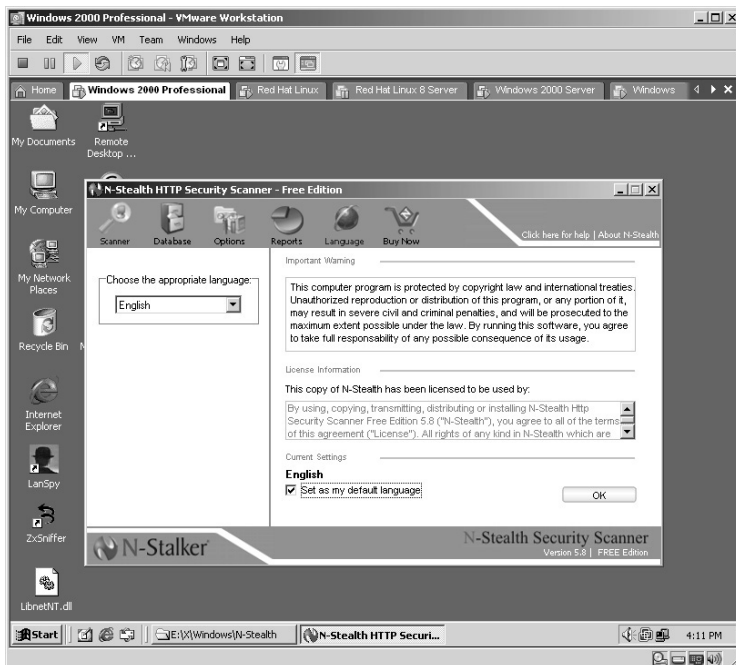 Windows 2000 Professional - VMware Workstation
File Edit View VM Team Windows Help
Home Windows 2000 Professional Red Hat Linux Red Hat Linux 8 Server Windows 2000 Server Windows
My Documents
Remote
Desktop ...
My Computer
My Network
Places
Recycle Bin
N
Internet
Explorer
LanSpy
ZxSniffer
LibnetNT.dll
N-Stealth HTTP Security Scanner - Free Edition
Scanner Database Options Reports Language Buy Now
Click here for help | About N-Stealth
Choose the appropriate language:
English
Important Warning
This computer program is protected by copyright law and international treaties.
Unauthorized reproduction or distribution of this program, or any portion of it,
may result in severe civil and criminal penalties, and will be prosecuted to the
maximum extent possible under the law. By running this software, you agree
to take full responsability of any possible consequence of its usage.
License Information
This copy of N-Stealth has been licensed to be used by:
By using, copying, transmitting, distributing or installing N-Stealth Http
Security Scanner Free Edition 5.8 ("N-Stealth"), you agree to all of the terms
of this agreement ("License"). All rights of any kind in N-Stealth which are
Current Settings
English
Set as my default language
OK
N-Stalker
N-Stealth Security Scanner
Version 5.8 | FREE Edition
Start E:\X\Windows\N-Stealth N-Stealth HTTP Securi... 4:11 PM